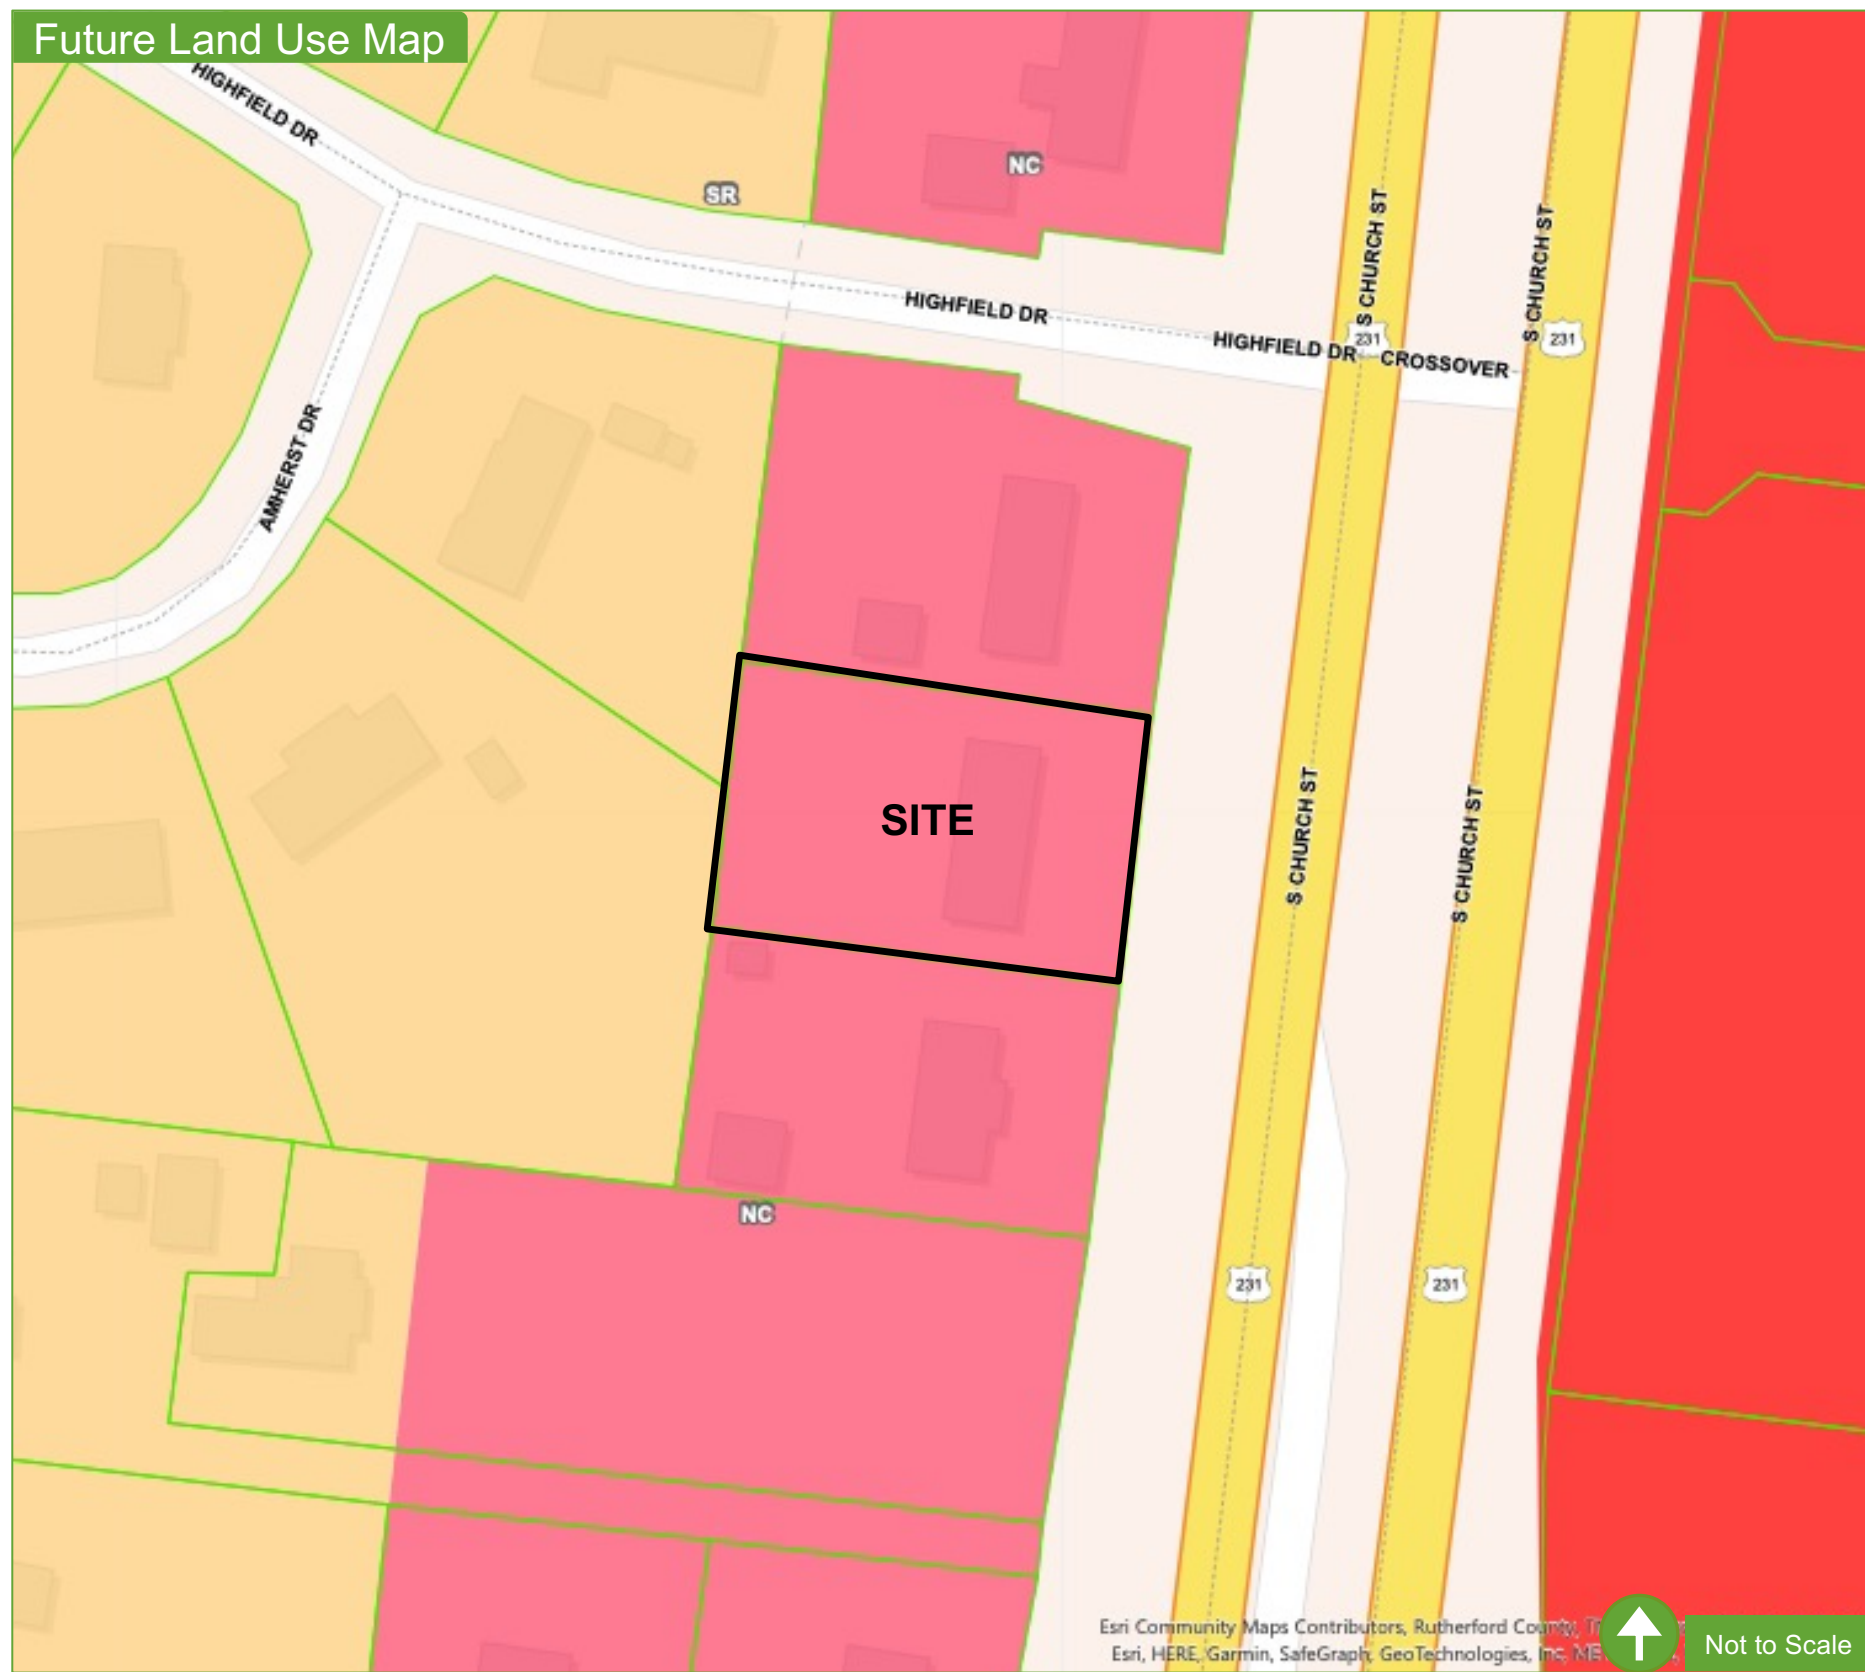 Future Land Use Map
HIGHFIELD DR
SR
NC
S CHURCH ST
S CHURCH ST
HIGHFIELD DR
231
231
HIGHFIELD DR
CROSSOVER
AMHERST DR
SITE
S CHURCH ST
S CHURCH ST
NC
231
231
Esri Community Maps Contributors, Rutherford County,
Esri, HERE, Garmin, SafeGraph, GeoTechnologies, Inc,
Not to Scale